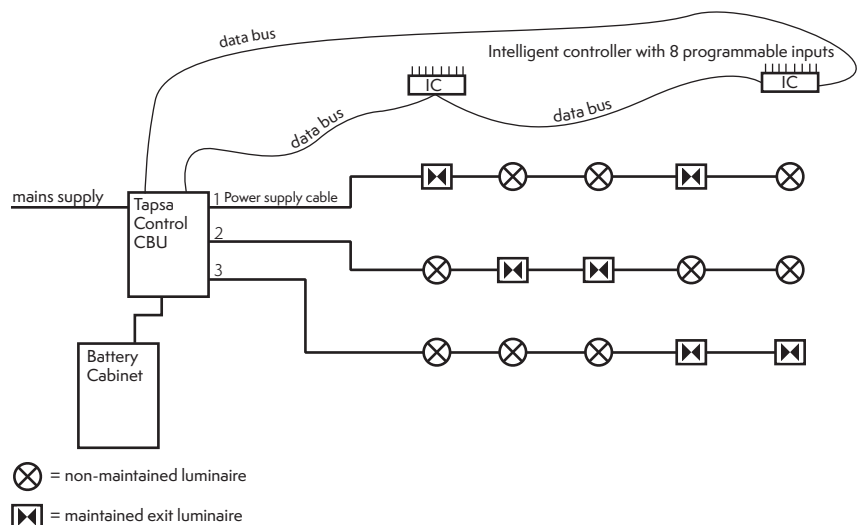 data bus
Intelligent controller with 8 programmable inputs
IC
IC
data bus
data bus
mains supply
Tapsa
Control
CBU
1 Power supply cable
2
3
Battery
Cabinet
= non-maintained luminaire
= maintained exit luminaire